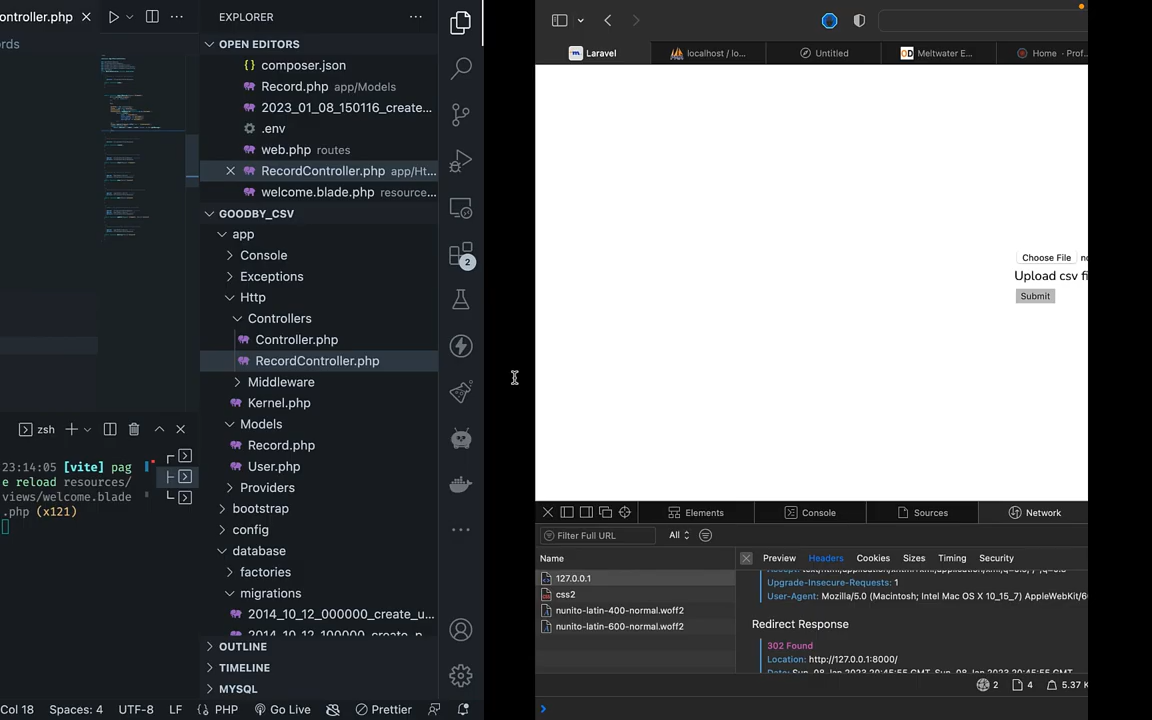 ontroller.php
ords
EXPLORER
OPEN EDITORS
composer.json
Record.php app/Models
2023_01_08_150116_create...
.env
web.php routes
RecordController.php app/Ht...
welcome.blade.php resource...
GOODBY_CSV
app
Console
Exceptions
Http
Controllers
Controller.php
RecordController.php
Middleware
Kernel.php
Models
Record.php
User.php
Providers
bootstrap
config
database
factories
migrations
2014_10_12_000000_create_u...
2014_10_12_100000_create_p...
OUTLINE
TIMELINE
MYSQL
2
zsh
23:14:05 [vite] pag
e reload resources/
views/welcome.blade
.php (x121)
Col 18 Spaces: 4 UTF-8 LF PHP Go Live Prettier
Laravel
localhost / lo...
Untitled
Meltwater E...
Home - Prof...
Choose File no
Upload csv fi
Submit
Elements
Console
Sources
Network
Filter Full URL
All
Name
Preview Headers Cookies Sizes Timing Security
127.0.0.1
css2
nunito-latin-400-normal.woff2
nunito-latin-600-normal.woff2
Upgrade-Insecure-Requests: 1
User-Agent: Mozilla/5.0 (Macintosh; Intel Mac OS X 10_15_7) AppleWebKit/6
Redirect Response
302 Found
Location: http://127.0.0.1:8000/
2 4 5.37 K